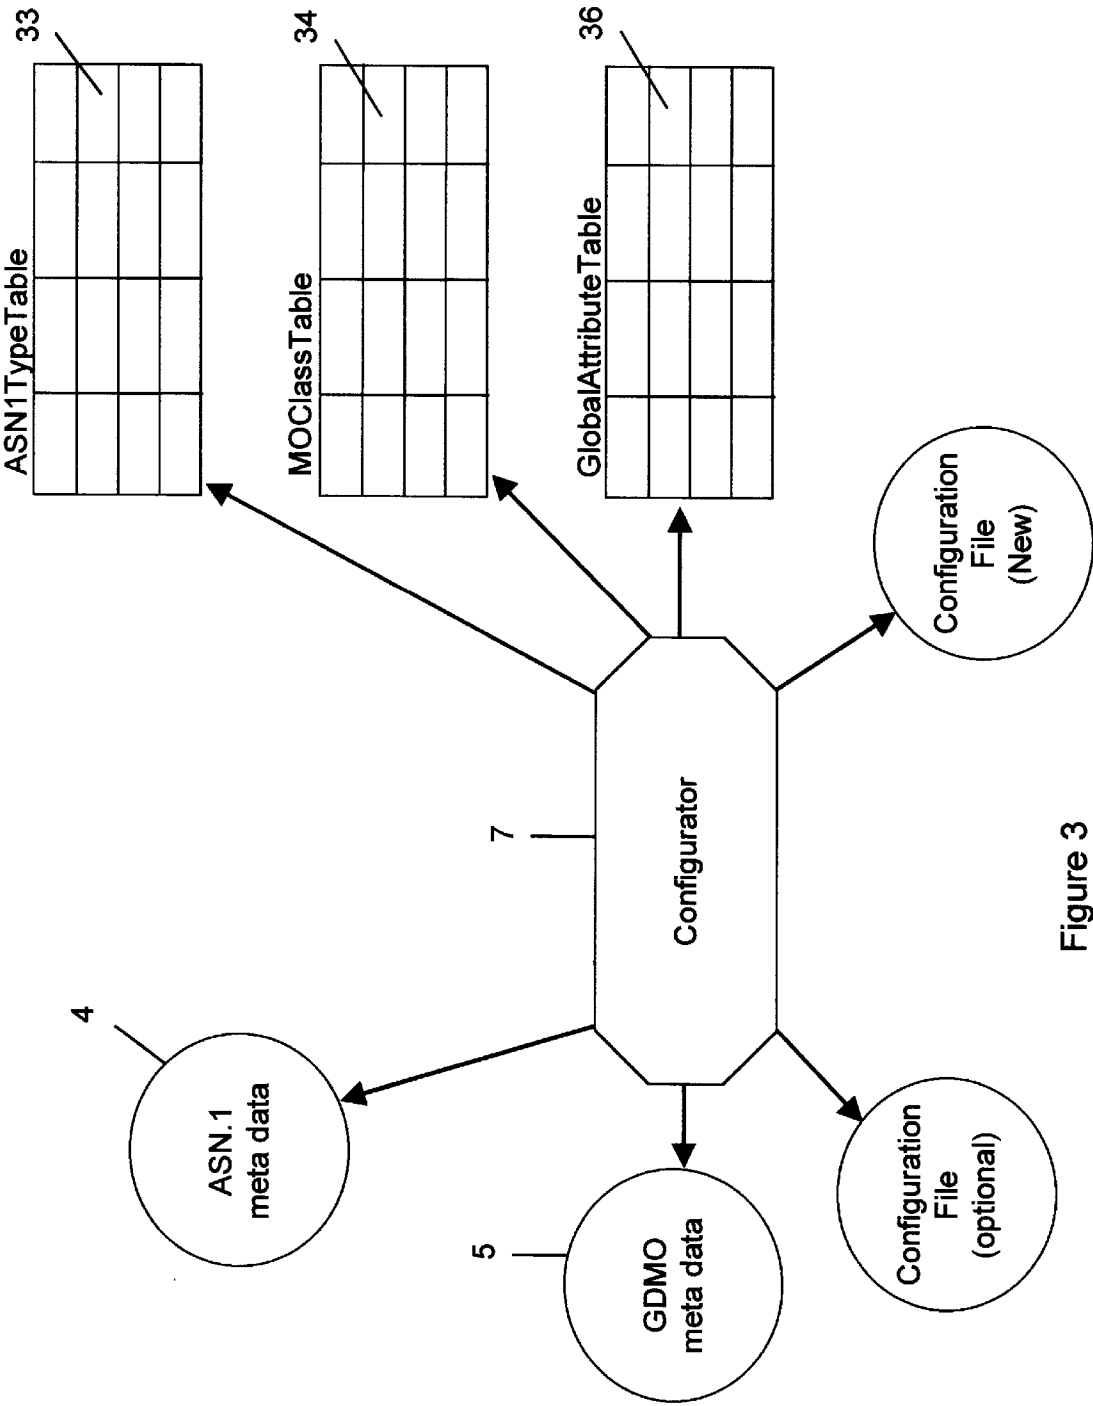 4
ASN.1
meta data
5
GDMO
meta data
Configuration
File
(optional)
7
Configurator
Configuration
File
(New)
ASN1TypeTable
33
MOClassTable
34
GlobalAttributeTable
36
Figure 3